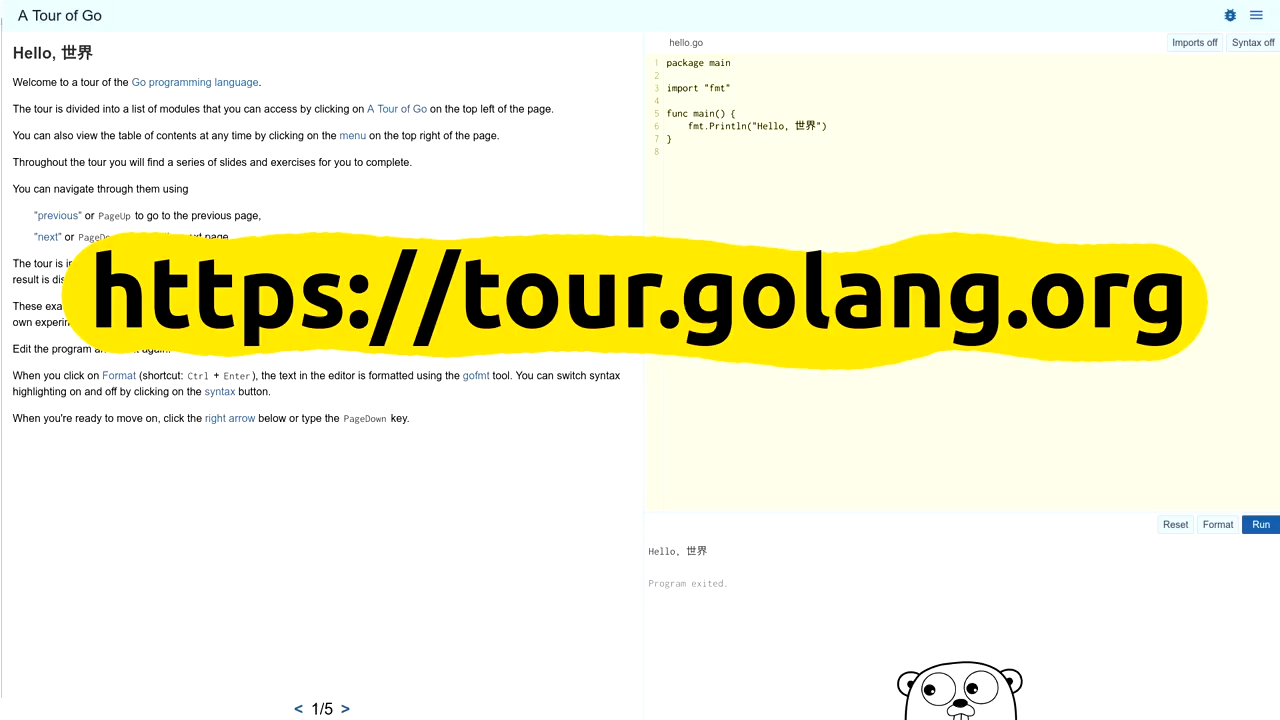 A Tour of Go
Hello, 世界
Welcome to a tour of the Go programming language.
The tour is divided into a list of modules that you can access by clicking on A Tour of Go on the top left of the page.
You can also view the table of contents at any time by clicking on the menu on the top right of the page.
Throughout the tour you will find a series of slides and exercises for you to complete.
You can navigate through them using
"previous" or PageUp to go to the previous page,
"next" or page
The tour is
result is
These
own
https://tour.golang.org
Edit the program
When you click on Format (shortcut: Ctrl + Enter), the text in the editor is formatted using the gofmt tool. You can switch syntax
highlighting on and off by clicking on the syntax button.
When you're ready to move on, click the right arrow below or type the PageDown key.
< 1/5 >
hello.go
Imports off Syntax off
1 package main
2
3 import "fmt"
4
5 func main() {
6 fmt.Println("Hello, 世界")
7 }
8
Reset Format Run
Hello, 世界
Program exited.